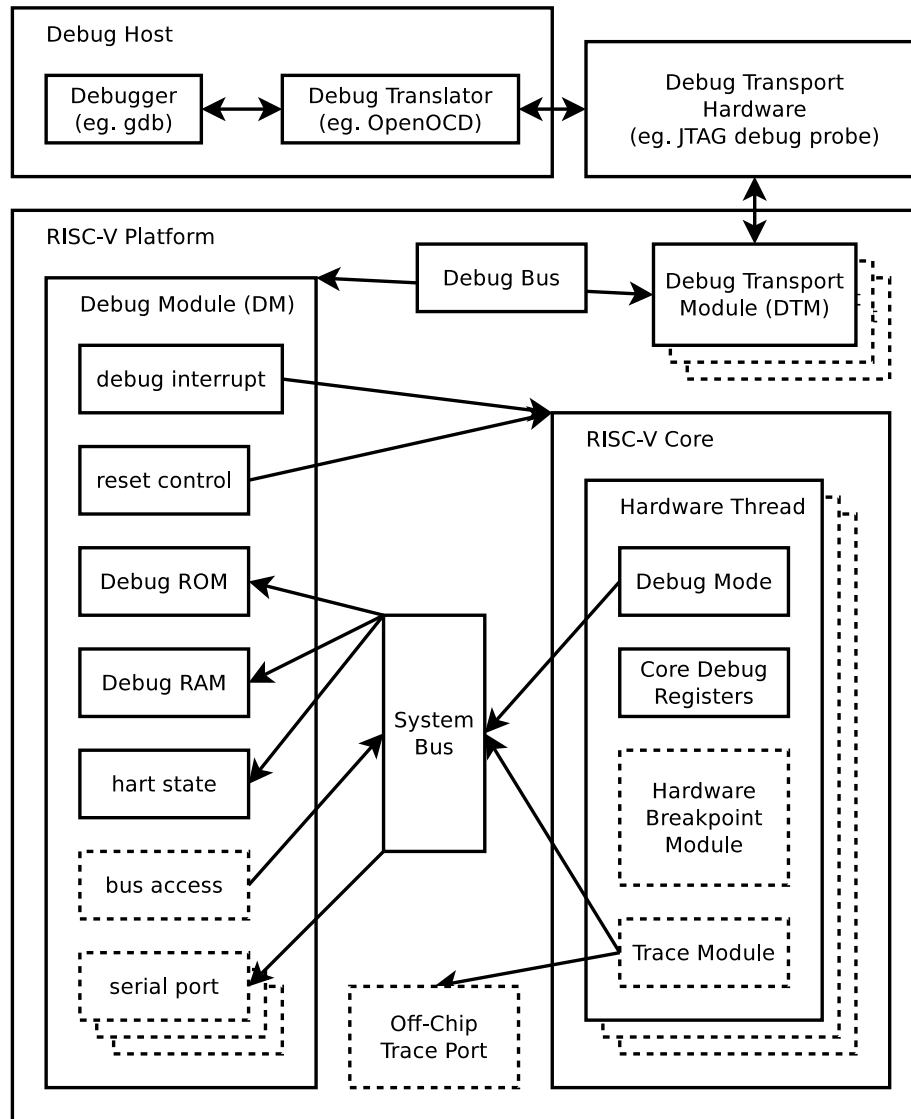 Debug Host
Debugger
(eg. gdb)
Debug Translator
(eg. OpenOCD)
Debug Transport
Hardware
(eg. JTAG debug probe)
RISC-V Platform
Debug Bus
Debug Transport
Module (DTM)
Debug Module (DM)
debug interrupt
reset control
Debug ROM
Debug RAM
hart state
bus access
serial port
System
Bus
Off-Chip
Trace Port
RISC-V Core
Hardware Thread
Debug Mode
Core Debug
Registers
Hardware
Breakpoint
Module
Trace Module